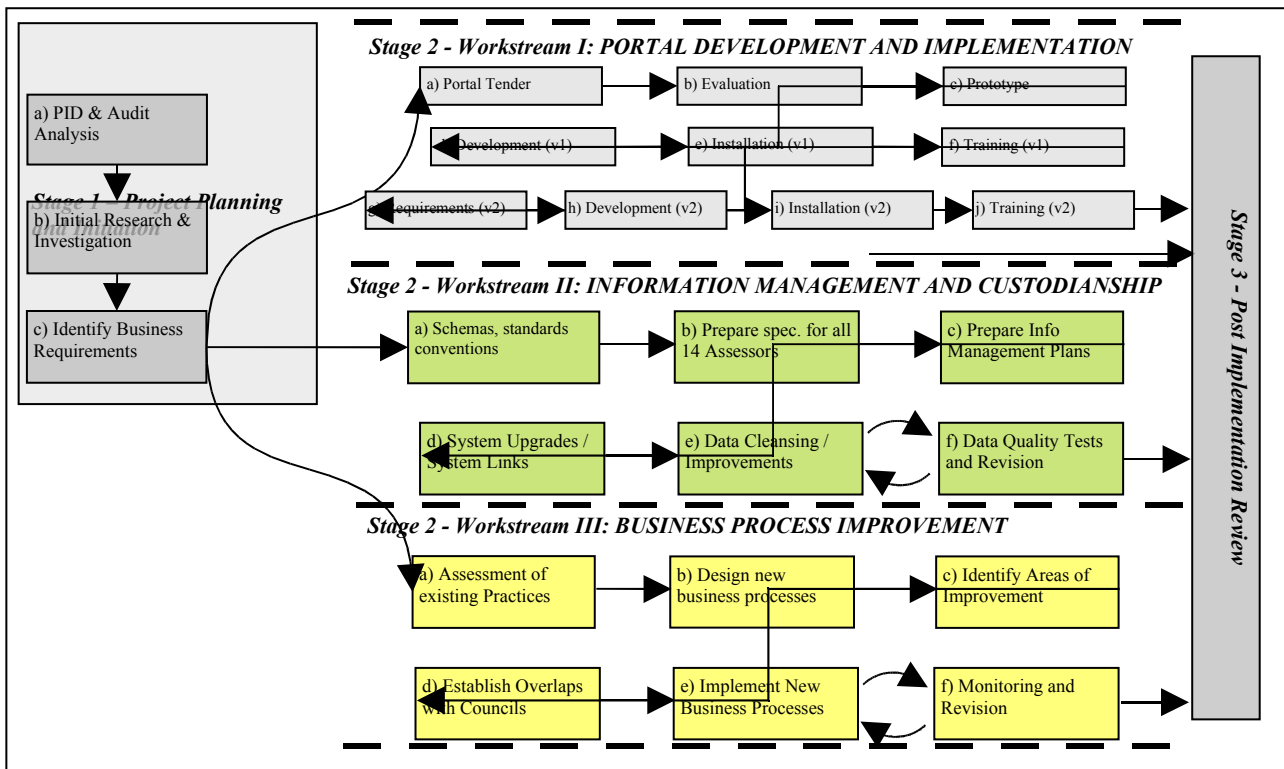 Stage 1 – Project Planning
and Initiation
a) PID & Audit
Analysis
b) Initial Research &
Investigation
c) Identify Business
Requirements
Stage 2 - Workstream I: PORTAL DEVELOPMENT AND IMPLEMENTATION
a) Portal Tender
b) Evaluation
c) Prototype
Development (v1)
e) Installation (v1)
f) Training (v1)
g) Requirements (v2)
h) Development (v2)
i) Installation (v2)
j) Training (v2)
Stage 2 - Workstream II: INFORMATION MANAGEMENT AND CUSTODIANSHIP
a) Schemas, standards
conventions
b) Prepare spec. for all
14 Assessors
c) Prepare Info
Management Plans
d) System Upgrades /
System Links
e) Data Cleansing /
Improvements
f) Data Quality Tests
and Revision
Stage 2 - Workstream III: BUSINESS PROCESS IMPROVEMENT
a) Assessment of
existing Practices
b) Design new
business processes
c) Identify Areas of
Improvement
d) Establish Overlaps
with Councils
e) Implement New
Business Processes
f) Monitoring and
Revision
Stage 3 - Post Implementation Review